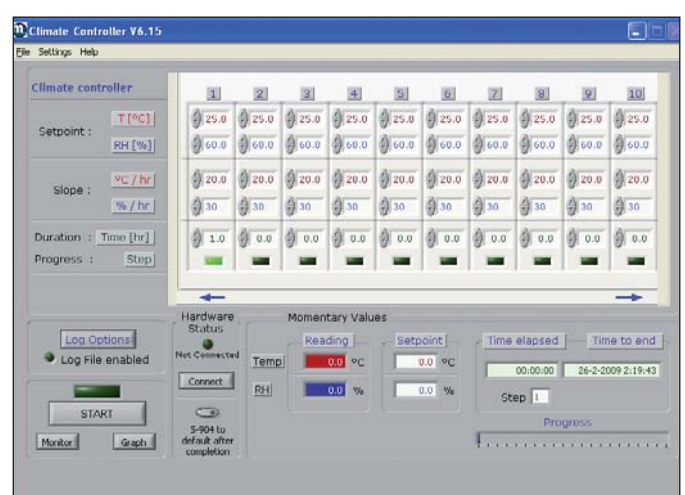 Climate Controller V6.15
File Settings Help
Climate controller
1 2 3 4 5 6 7 8 9 10
Setpoint :
T [°C] 25.0 25.0 25.0 25.0 25.0 25.0 25.0 25.0 25.0 25.0
RH [%] 60.0 60.0 60.0 60.0 60.0 60.0 60.0 60.0 60.0 60.0
Slope :
°C / hr 20.0 20.0 20.0 20.0 20.0 20.0 20.0 20.0 20.0 20.0
% / hr 30 30 30 30 30 30 30 30 30 30
Duration : Time [hr] 1.0 0.0 0.0 0.0 0.0 0.0 0.0 0.0 0.0 0.0
Progress : Step
Log Options
Log File enabled
START
Monitor Graph
Hardware
Status
Not Connected
Connect
S-904 to
default after
completion
Momentary Values
Reading Setpoint
Temp 0.0 °C 0.0 °C
RH 0.0 % 0.0 %
Time elapsed Time to end
00:00:00 26-2-2009 2:19:43
Step 1
Progress